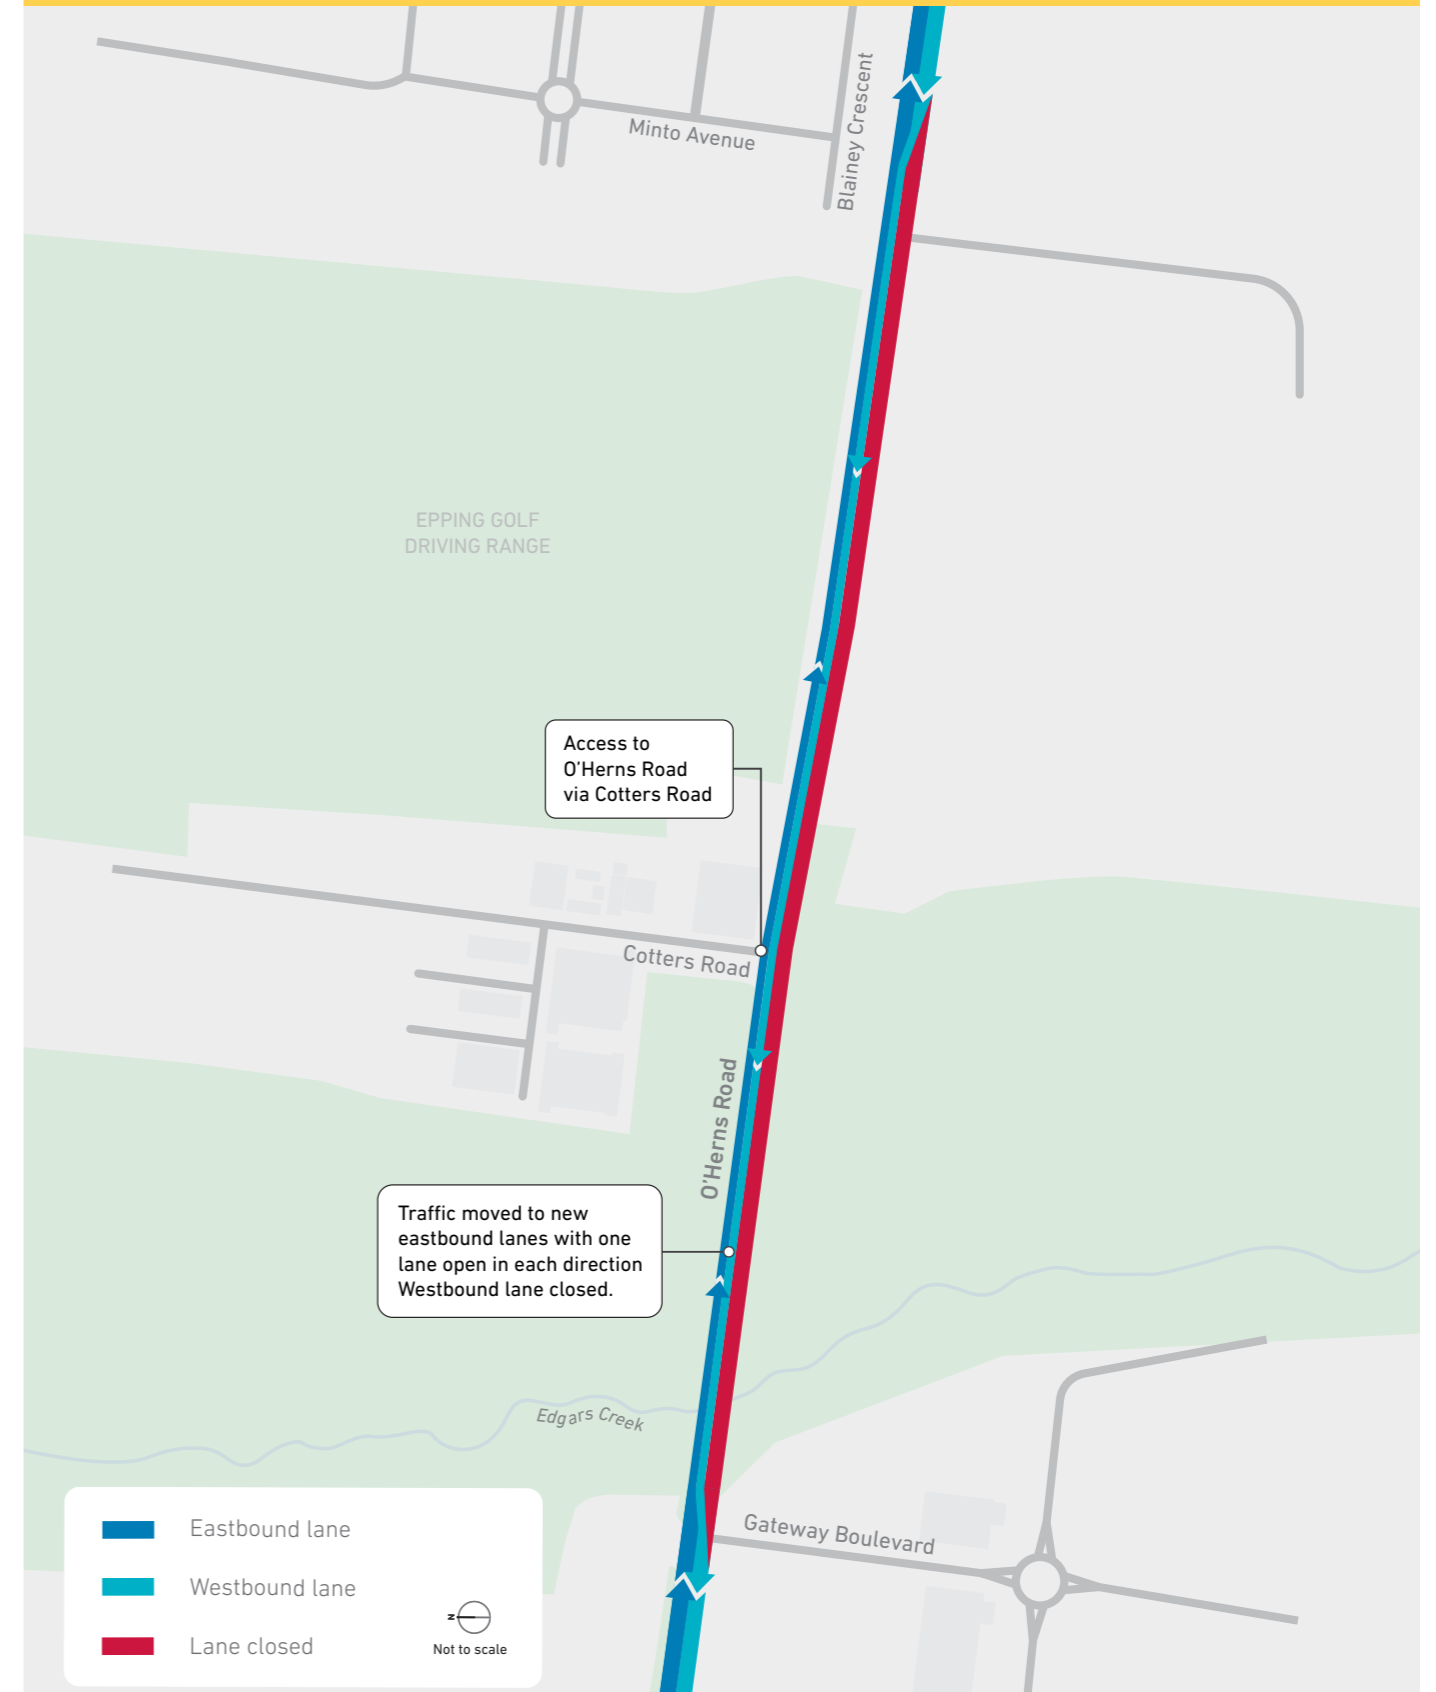 Minto Avenue
Blainey Crescent
EPPING GOLF
DRIVING RANGE
Access to
O'Herns Road
via Cotters Road
Cotters Road
O'Herns Road
Traffic moved to new
eastbound lanes with one
lane open in each direction
Westbound lane closed.
Edgars Creek
Gateway Boulevard
Eastbound lane
Westbound lane
Lane closed
N
Not to scale